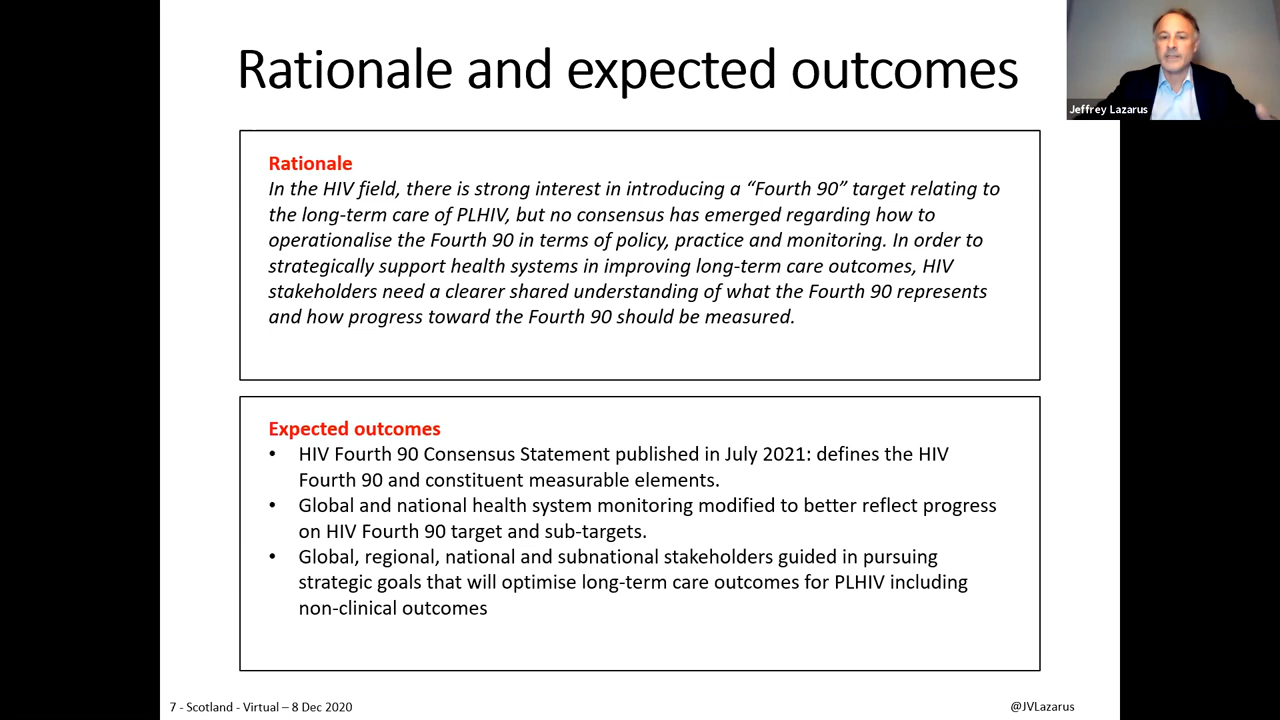 Rationale and expected outcomes
Jeffrey Lazarus
Rationale
In the HIV field, there is strong interest in introducing a “Fourth 90” target relating to
the long-term care of PLHIV, but no consensus has emerged regarding how to
operationalise the Fourth 90 in terms of policy, practice and monitoring. In order to
strategically support health systems in improving long-term care outcomes, HIV
stakeholders need a clearer shared understanding of what the Fourth 90 represents
and how progress toward the Fourth 90 should be measured.
Expected outcomes
• HIV Fourth 90 Consensus Statement published in July 2021: defines the HIV
Fourth 90 and constituent measurable elements.
• Global and national health system monitoring modified to better reflect progress
on HIV Fourth 90 target and sub-targets.
• Global, regional, national and subnational stakeholders guided in pursuing
strategic goals that will optimise long-term care outcomes for PLHIV including
non-clinical outcomes
7 - Scotland - Virtual – 8 Dec 2020
@JVLazarus